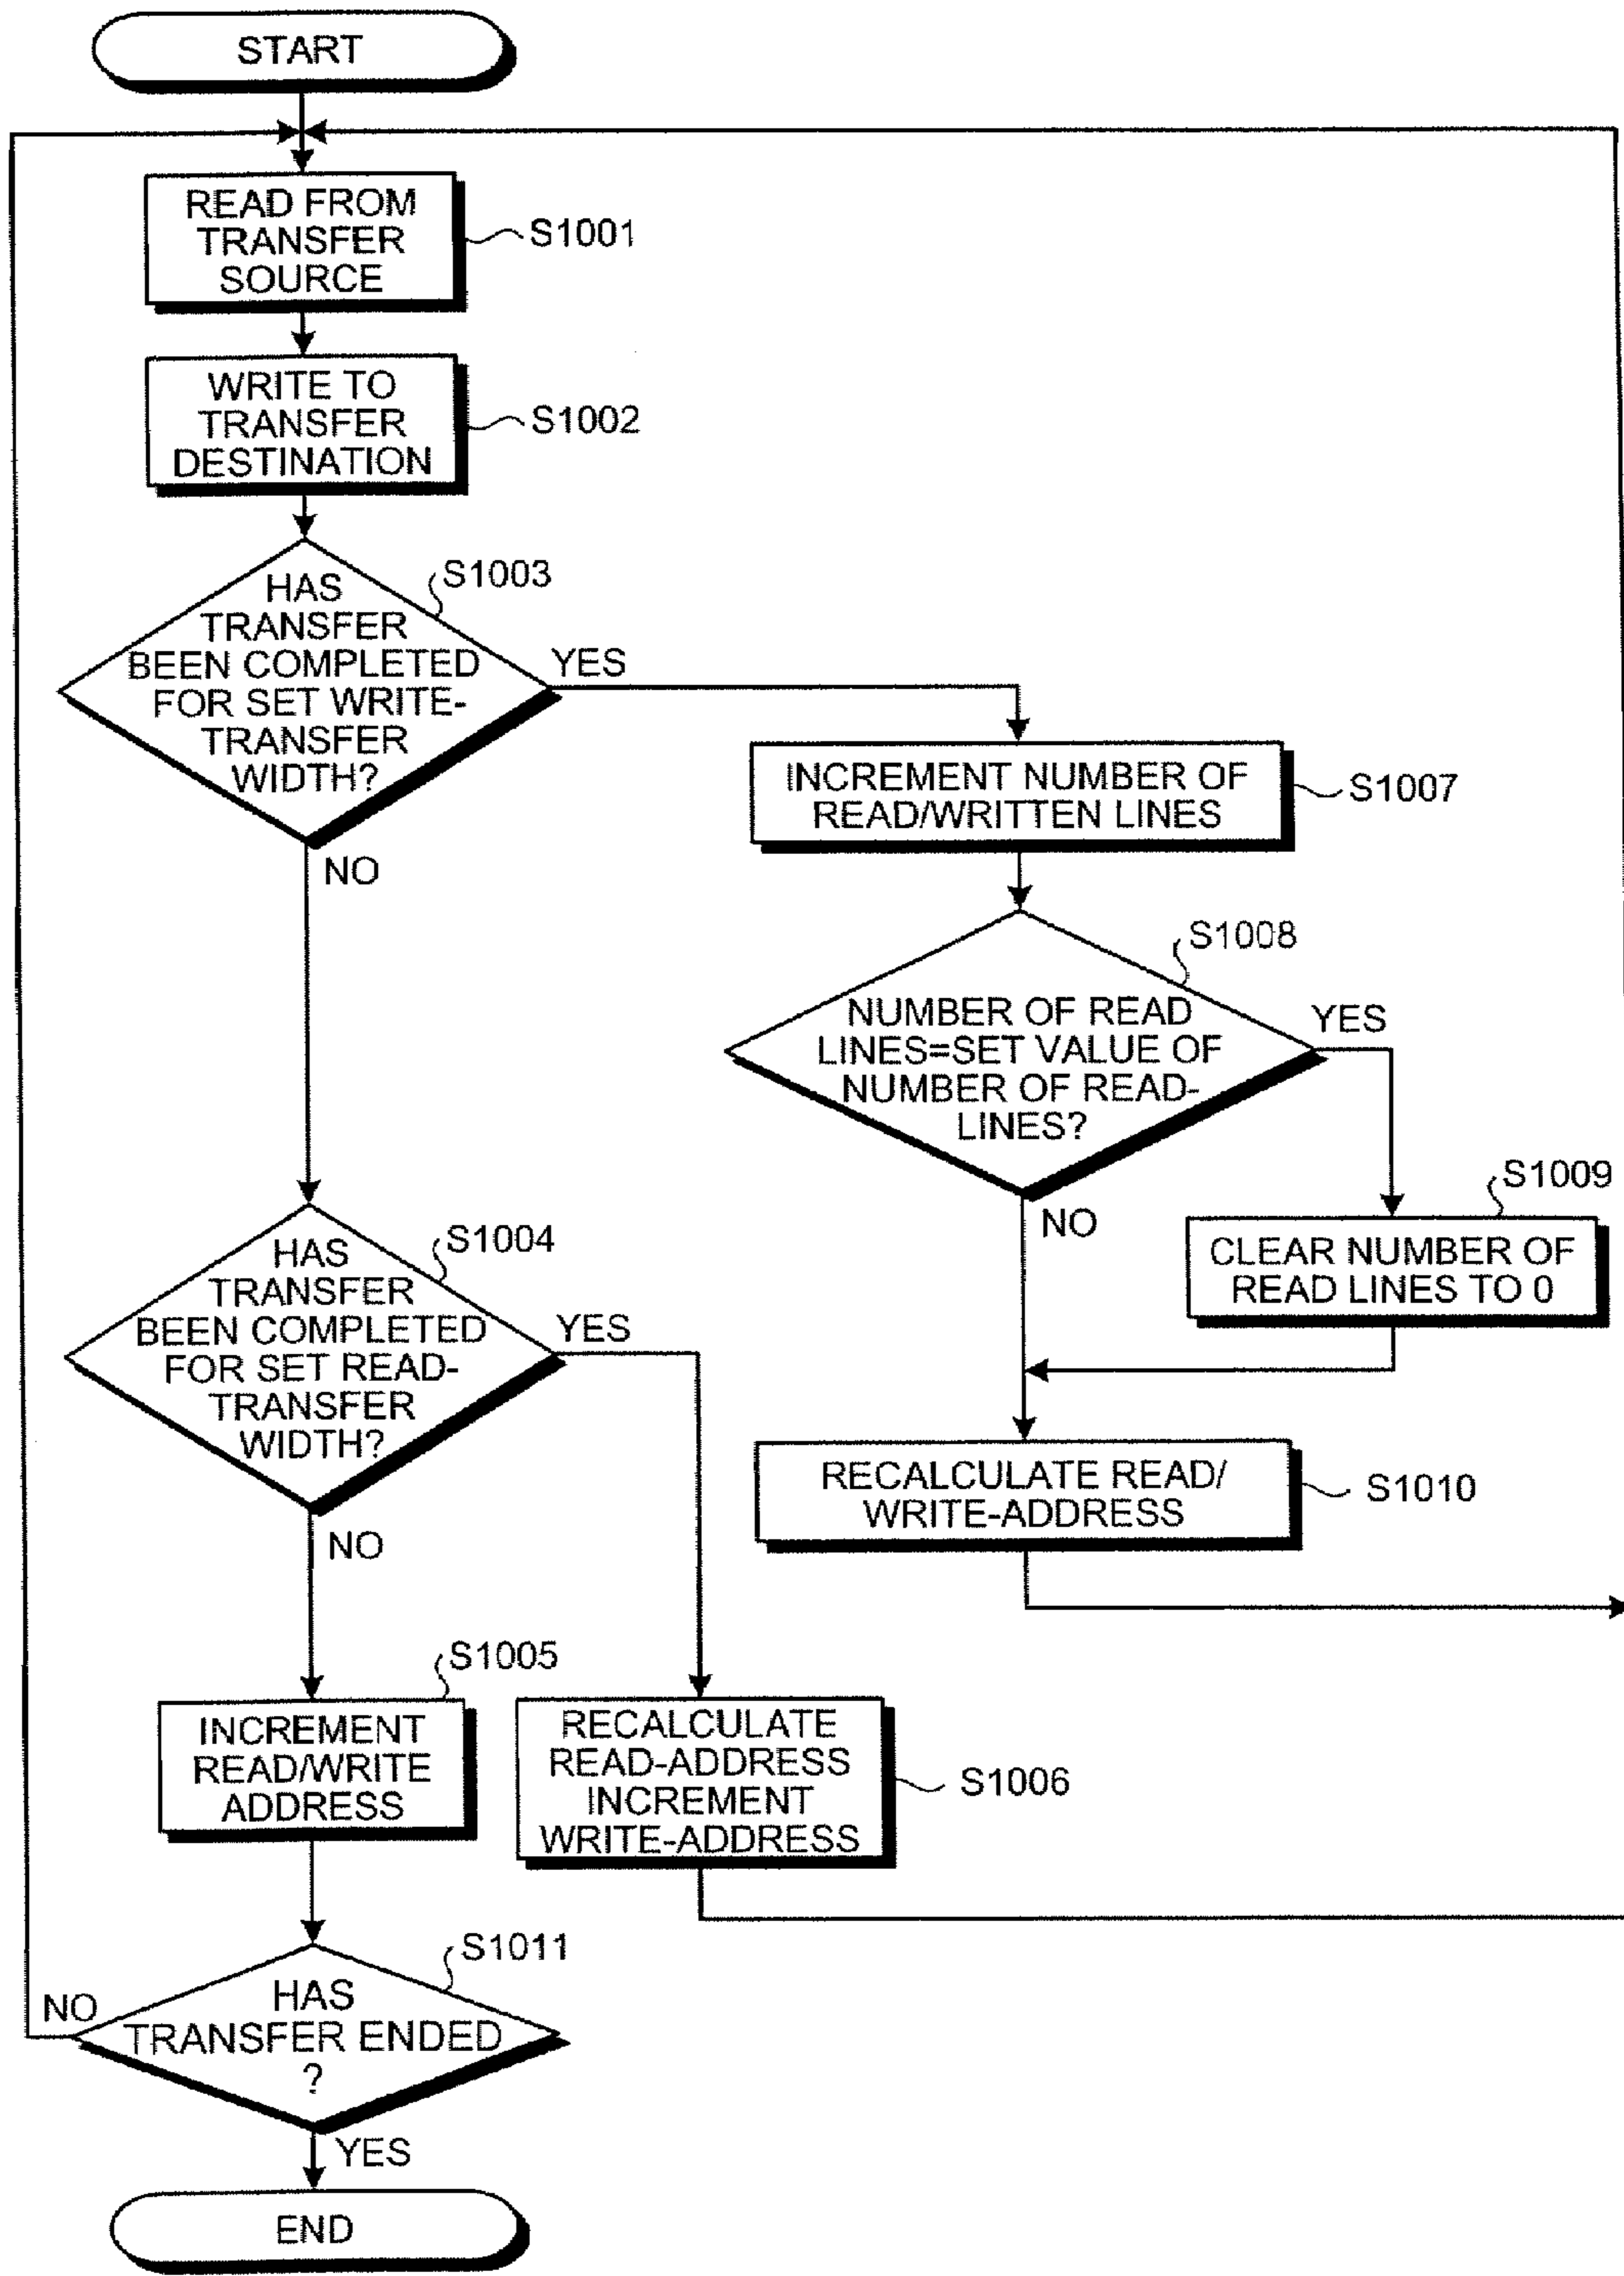 START
READ FROM
TRANSFER
SOURCE
S1001
WRITE TO
TRANSFER
DESTINATION
S1002
HAS
TRANSFER
BEEN COMPLETED
FOR SET WRITE-
TRANSFER
WIDTH?
S1003
YES
NO
INCREMENT NUMBER OF
READ/WRITTEN LINES
S1007
NUMBER OF READ
LINES=SET VALUE OF
NUMBER OF READ-
LINES?
S1008
YES
NO
CLEAR NUMBER OF
READ LINES TO 0
S1009
RECALCULATE READ/
WRITE-ADDRESS
S1010
HAS
TRANSFER
BEEN COMPLETED
FOR SET READ-
TRANSFER
WIDTH?
S1004
YES
NO
INCREMENT
READ/WRITE
ADDRESS
S1005
RECALCULATE
READ-ADDRESS
INCREMENT
WRITE-ADDRESS
S1006
HAS
TRANSFER ENDED
?
S1011
NO
YES
END